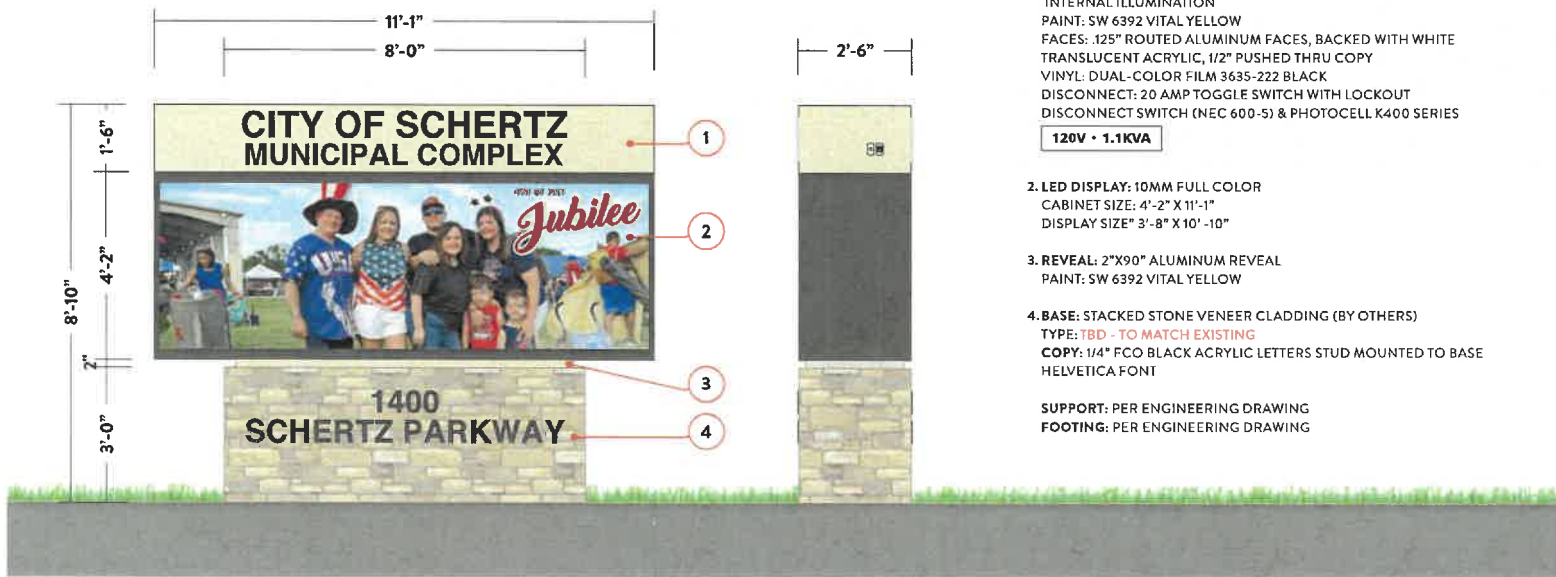 11'-1"
8'-0"
2'-6"
8'-10"
1'-6"
4'-2"
2"
3'-0"
CITY OF SCHERTZ
MUNICIPAL COMPLEX
Jubilee
1400
SCHERTZ PARKWAY
1
2
3
4
INTERNAL ILLUMINATION
PAINT: SW 6392 VITAL YELLOW
FACES: .125" ROUTED ALUMINUM FACES, BACKED WITH WHITE
TRANSLUCENT ACRYLIC, 1/2" PUSHED THRU COPY
VINYL: DUAL-COLOR FILM 3635-222 BLACK
DISCONNECT: 20 AMP TOGGLE SWITCH WITH LOCKOUT
DISCONNECT SWITCH (NEC 600-5) & PHOTOCELL K400 SERIES
120V • 1.1KVA
2. LED DISPLAY: 10MM FULL COLOR
CABINET SIZE: 4'-2" X 11'-1"
DISPLAY SIZE" 3'-8" X 10' -10"
3. REVEAL: 2"X90" ALUMINUM REVEAL
PAINT: SW 6392 VITAL YELLOW
4. BASE: STACKED STONE VENEER CLADDING (BY OTHERS)
TYPE: TBD - TO MATCH EXISTING
COPY: 1/4" FCO BLACK ACRYLIC LETTERS STUD MOUNTED TO BASE
HELVETICA FONT
SUPPORT: PER ENGINEERING DRAWING
FOOTING: PER ENGINEERING DRAWING